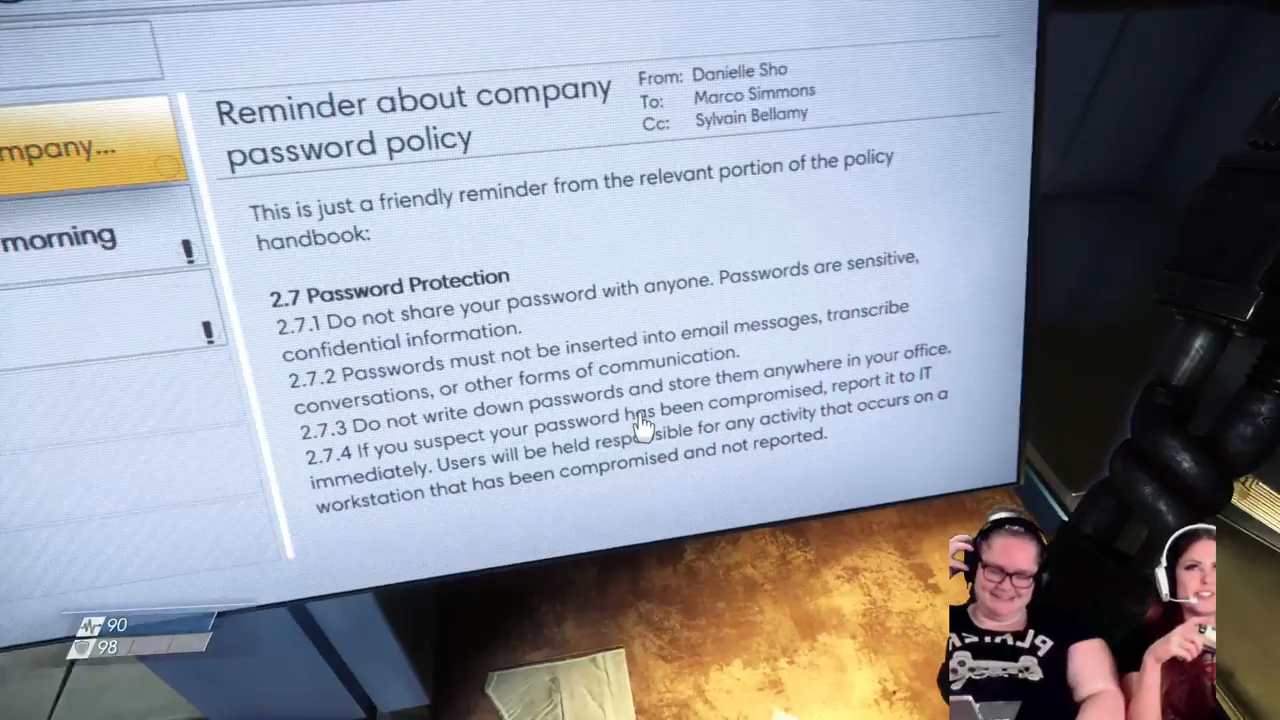 Reminder about company
password policy
From: Danielle Sho
To: Marco Simmons
Cc: Sylvain Bellamy
mpany...
morning
!
!
This is just a friendly reminder from the relevant portion of the policy
handbook:
2.7 Password Protection
2.7.1 Do not share your password with anyone. Passwords are sensitive,
confidential information.
2.7.2 Passwords must not be inserted into email messages, transcribe
conversations, or other forms of communication.
2.7.3 Do not write down passwords and store them anywhere in your office.
2.7.4 If you suspect your password has been compromised, report it to IT
immediately. Users will be held responsible for any activity that occurs on a
workstation that has been compromised and not reported.
90
98
PLAYER